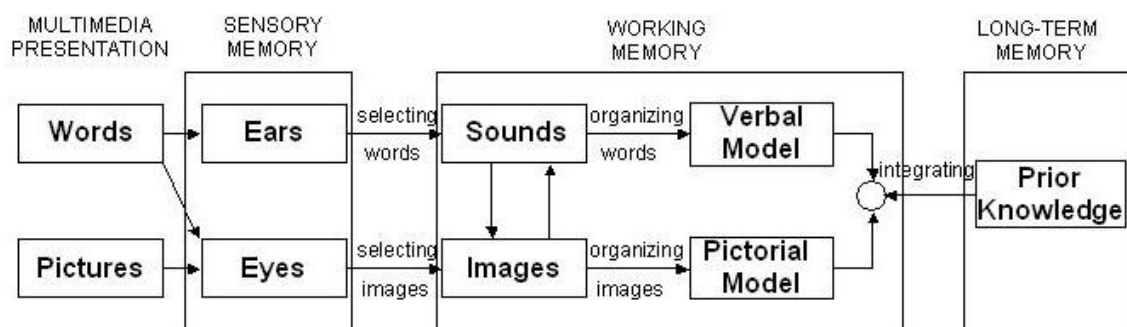 MULTIMEDIA
PRESENTATION
SENSORY
MEMORY
WORKING
MEMORY
LONG-TERM
MEMORY
Words
Ears
selecting
words
Sounds
organizing
words
Verbal
Model
integrating
Prior
Knowledge
Pictures
Eyes
selecting
images
Images
organizing
images
Pictorial
Model